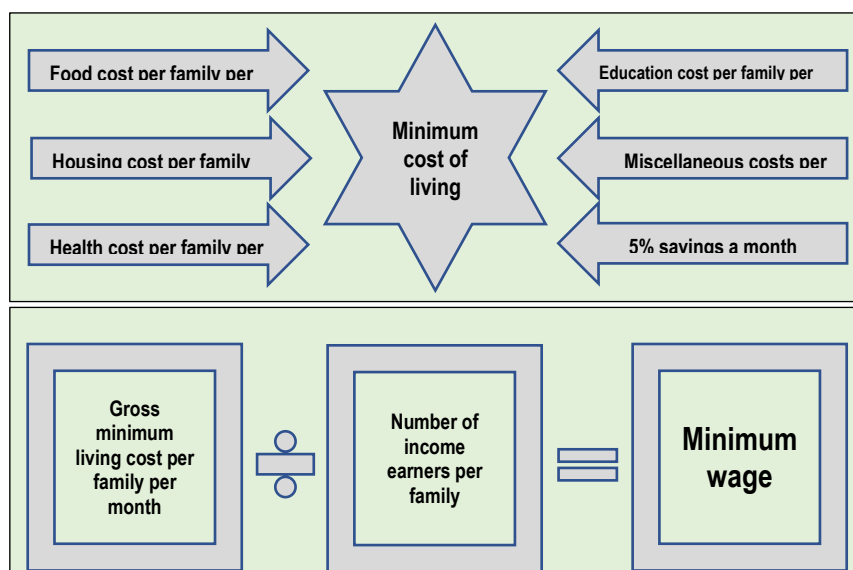 Food cost per family per
Housing cost per family
Health cost per family per
Minimum
cost of
living
Education cost per family per
Miscellaneous costs per
5% savings a month
Gross
minimum
living cost per
family per
month
Number of
income
earners per
family
Minimum
wage